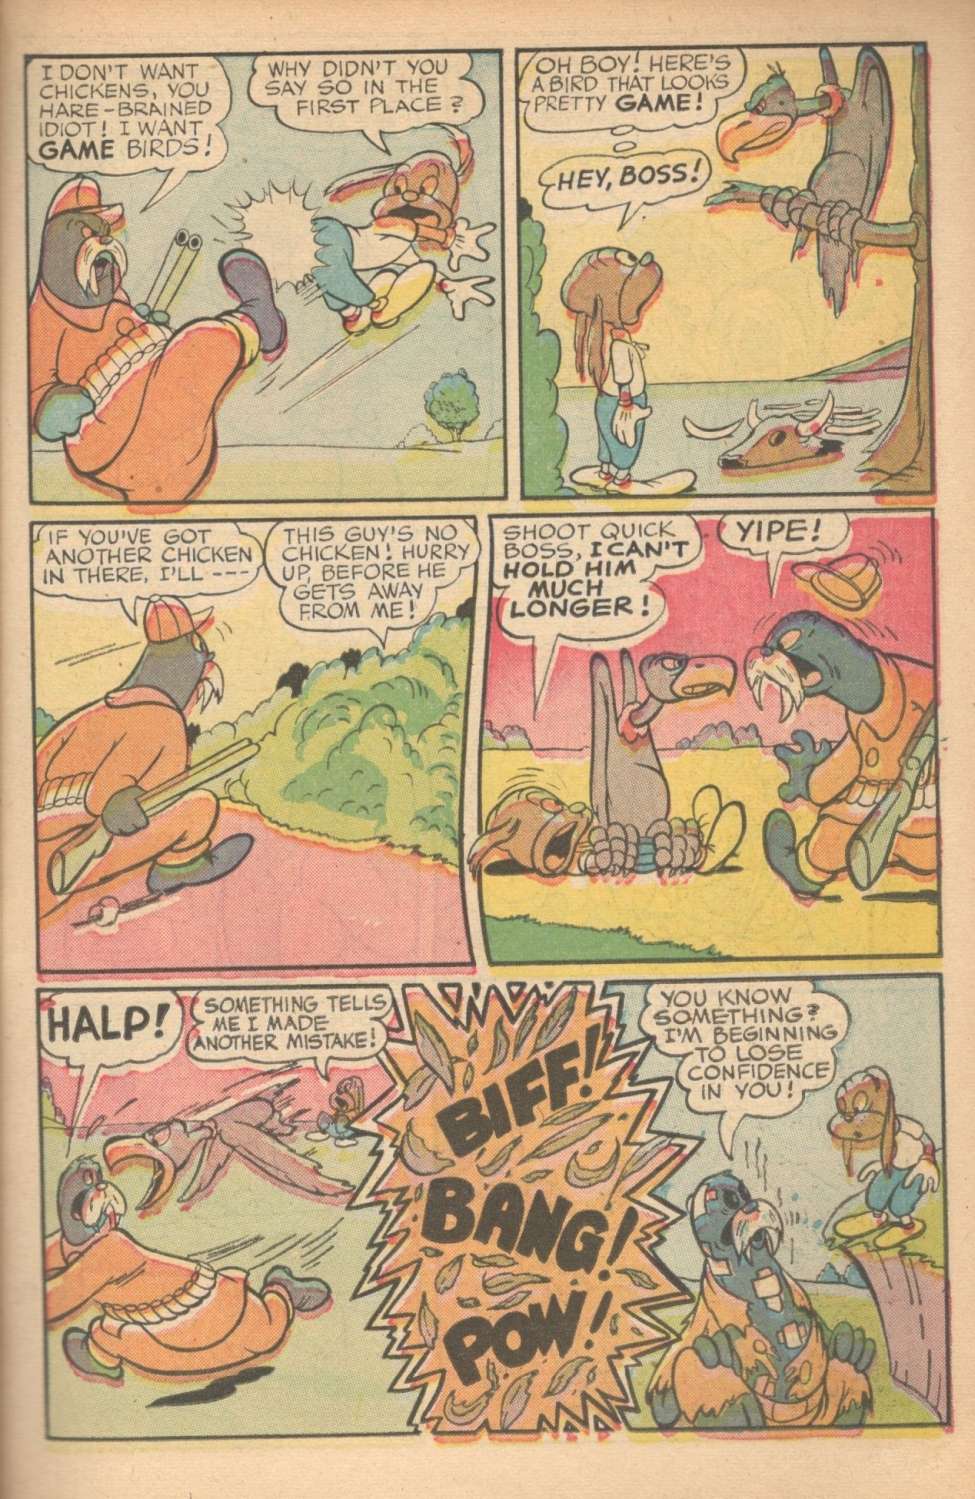 I DON'T WANT
CHICKENS, YOU
HARE-BRAINED
IDIOT! I WANT
GAME BIRDS!
WHY DIDN'T YOU
SAY SO IN THE
FIRST PLACE?
OH BOY! HERE'S
A BIRD THAT LOOKS
PRETTY GAME!
HEY, BOSS!
IF YOU'VE GOT
ANOTHER CHICKEN
IN THERE, I'LL ---
THIS GUY'S NO
CHICKEN! HURRY
UP, BEFORE HE
GETS AWAY
FROM ME!
SHOOT QUICK
BOSS, I CAN'T
HOLD HIM
MUCH
LONGER!
YIPE!
HALP!
SOMETHING TELLS
ME I MADE
ANOTHER MISTAKE!
BIFF!
BANG!
POW!
YOU KNOW
SOMETHING?
I'M BEGINNING
TO LOSE
CONFIDENCE
IN YOU!